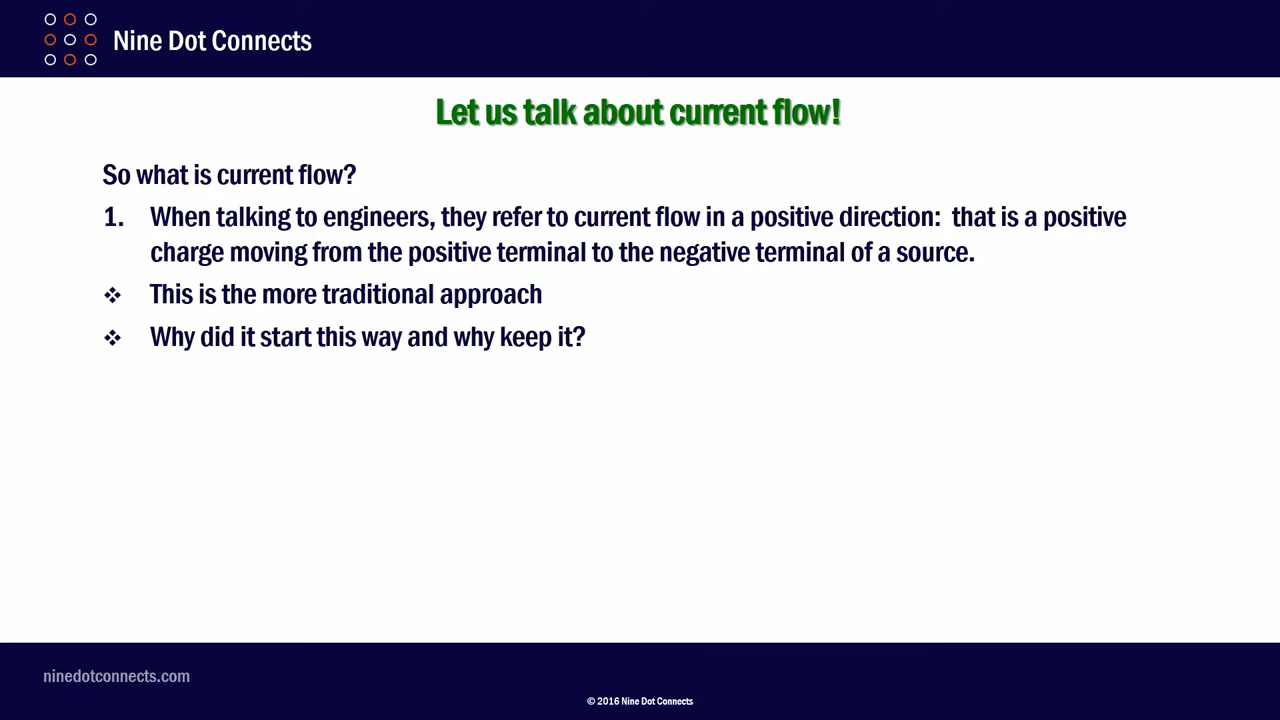 Nine Dot Connects
Let us talk about current flow!
So what is current flow?
1. When talking to engineers, they refer to current flow in a positive direction: that is a positive
charge moving from the positive terminal to the negative terminal of a source.
❖ This is the more traditional approach
❖ Why did it start this way and why keep it?
ninedotconnects.com
© 2016 Nine Dot Connects